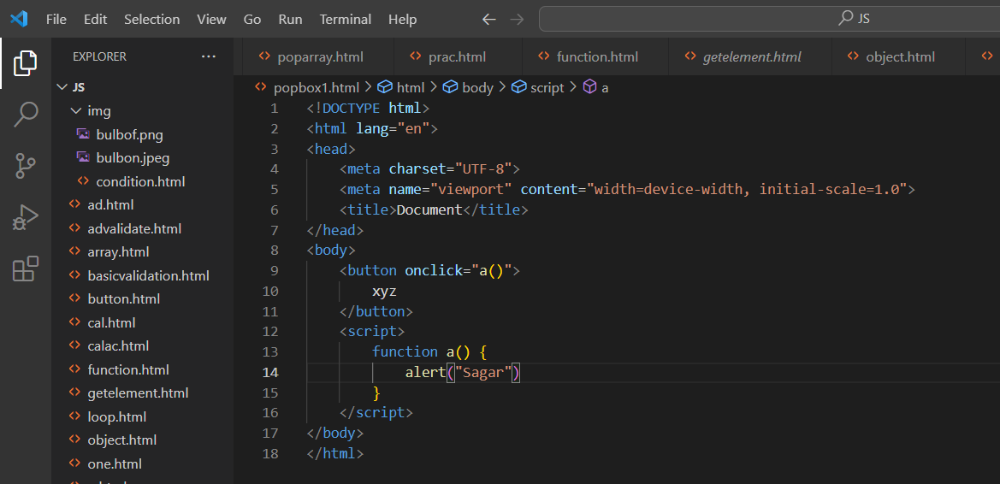 File Edit Selection View Go Run Terminal Help
JS
EXPLORER
poparray.html prac.html function.html getelement.html object.html
JS
img
bulbof.png
bulbon.jpeg
condition.html
ad.html
advalidate.html
array.html
basicvalidation.html
button.html
cal.html
calac.html
function.html
getelement.html
loop.html
object.html
one.html
popbox1.html > html > body > script > a
1 <!DOCTYPE html>
2 <html lang="en">
3 <head>
4 <meta charset="UTF-8">
5 <meta name="viewport" content="width=device-width, initial-scale=1.0">
6 <title>Document</title>
7 </head>
8 <body>
9 <button onclick="a()">
10 xyz
11 </button>
12 <script>
13 function a() {
14 alert("Sagar")
15 }
16 </script>
17 </body>
18 </html>